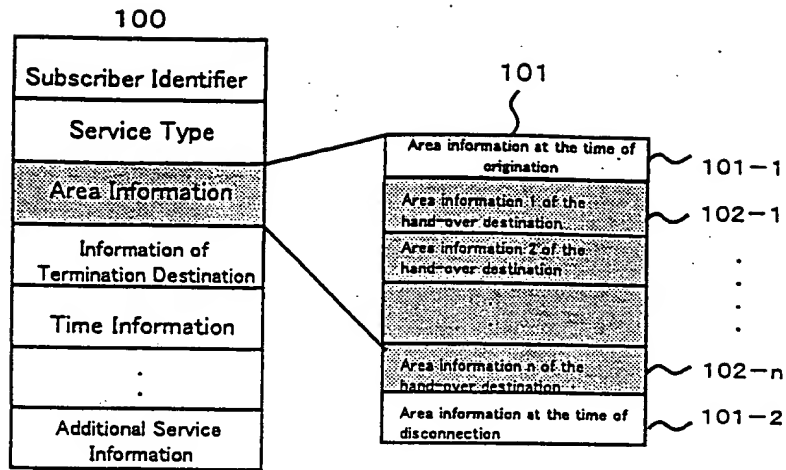 100
Subscriber Identifier
Service Type
Area Information
Information of
Termination Destination
Time Information
Additional Service
Information
101
Area information at the time of
origination
101-1
Area information 1 of the
hand-over destination
102-1
Area information 2 of the
hand-over destination
Area information n of the
hand-over destination
102-n
Area information at the time of
disconnection
101-2